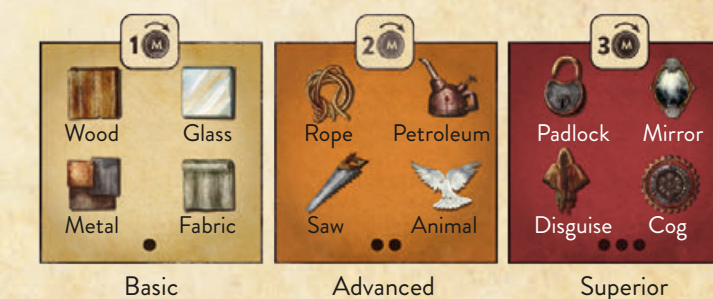 1 M 2 M 3 M
Wood Glass Rope Petroleum Padlock Mirror
Metal Fabric Saw Animal Disguise Cog
Basic Advanced Superior